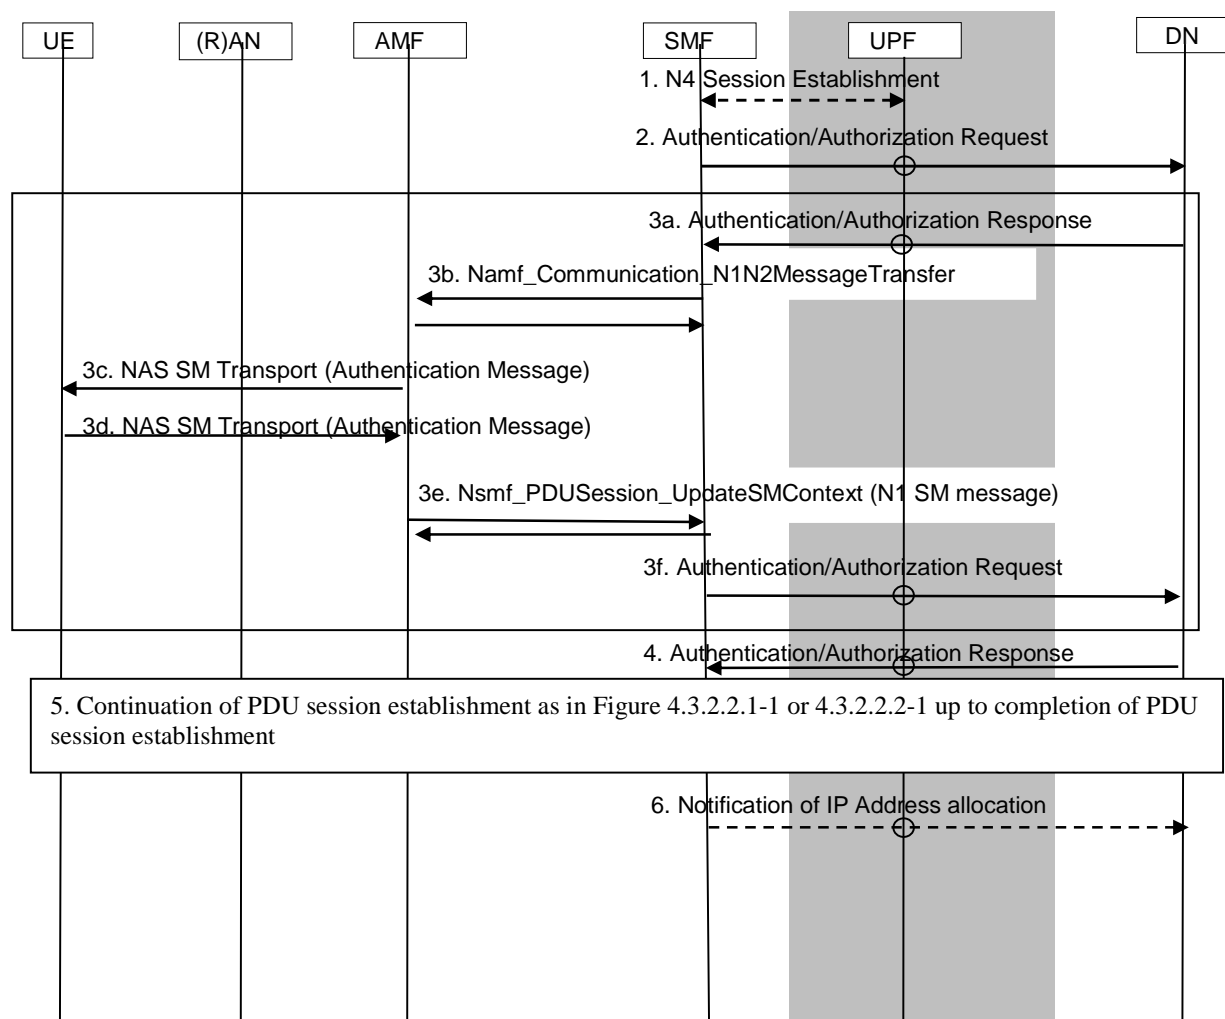 UE
(R)AN
AMF
SMF
UPF
DN
1. N4 Session Establishment
2. Authentication/Authorization Request
3a. Authentication/Authorization Response
3b. Namf_Communication_N1N2MessageTransfer
3c. NAS SM Transport (Authentication Message)
3d. NAS SM Transport (Authentication Message)
3e. Nsmf_PDUSession_UpdateSMContext (N1 SM message)
3f. Authentication/Authorization Request
4. Authentication/Authorization Response
5. Continuation of PDU session establishment as in Figure 4.3.2.2.1-1 or 4.3.2.2.2-1 up to completion of PDU
session establishment
6. Notification of IP Address allocation